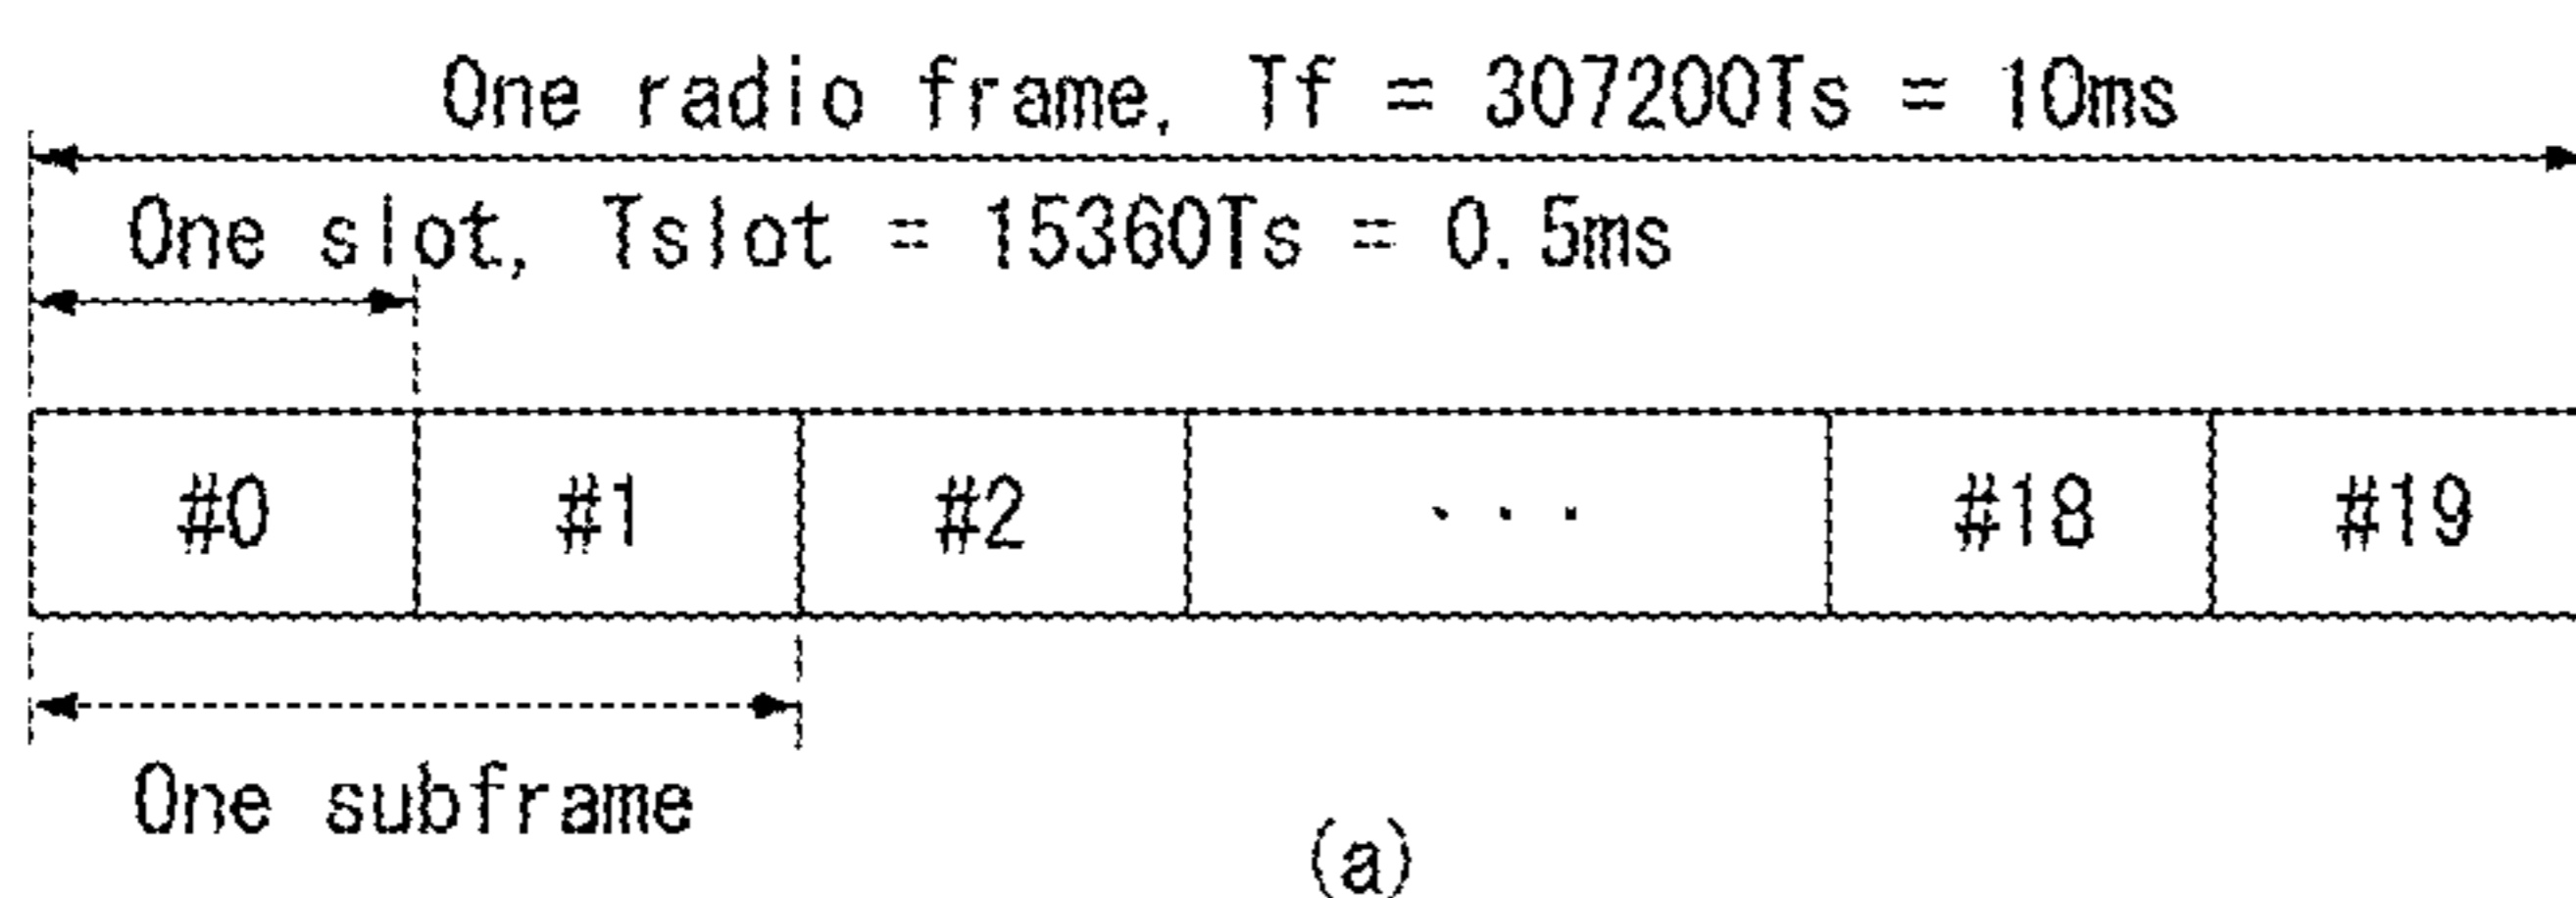 One radio frame, Tf = 307200Ts = 10ms
One slot, Tslot = 15360Ts = 0.5ms
#0 #1 #2 ... #18 #19
One subframe
(a)